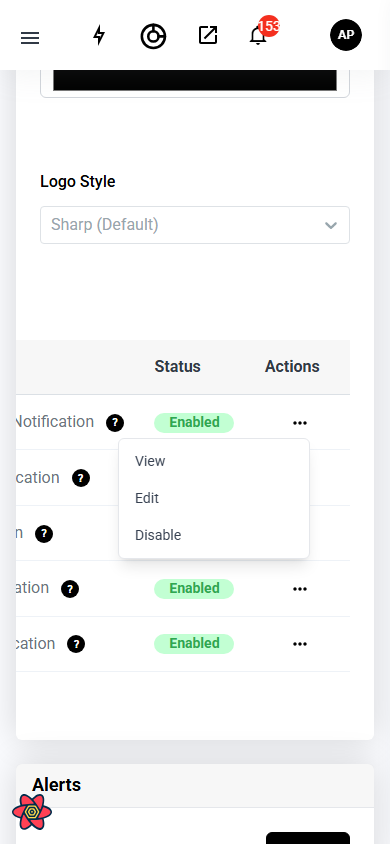 153
AP
Logo Style
Sharp (Default)
Status Actions
Notification ? Enabled
View
cation ?
Edit
n ?
Disable
ation ? Enabled
cation ? Enabled
Alerts